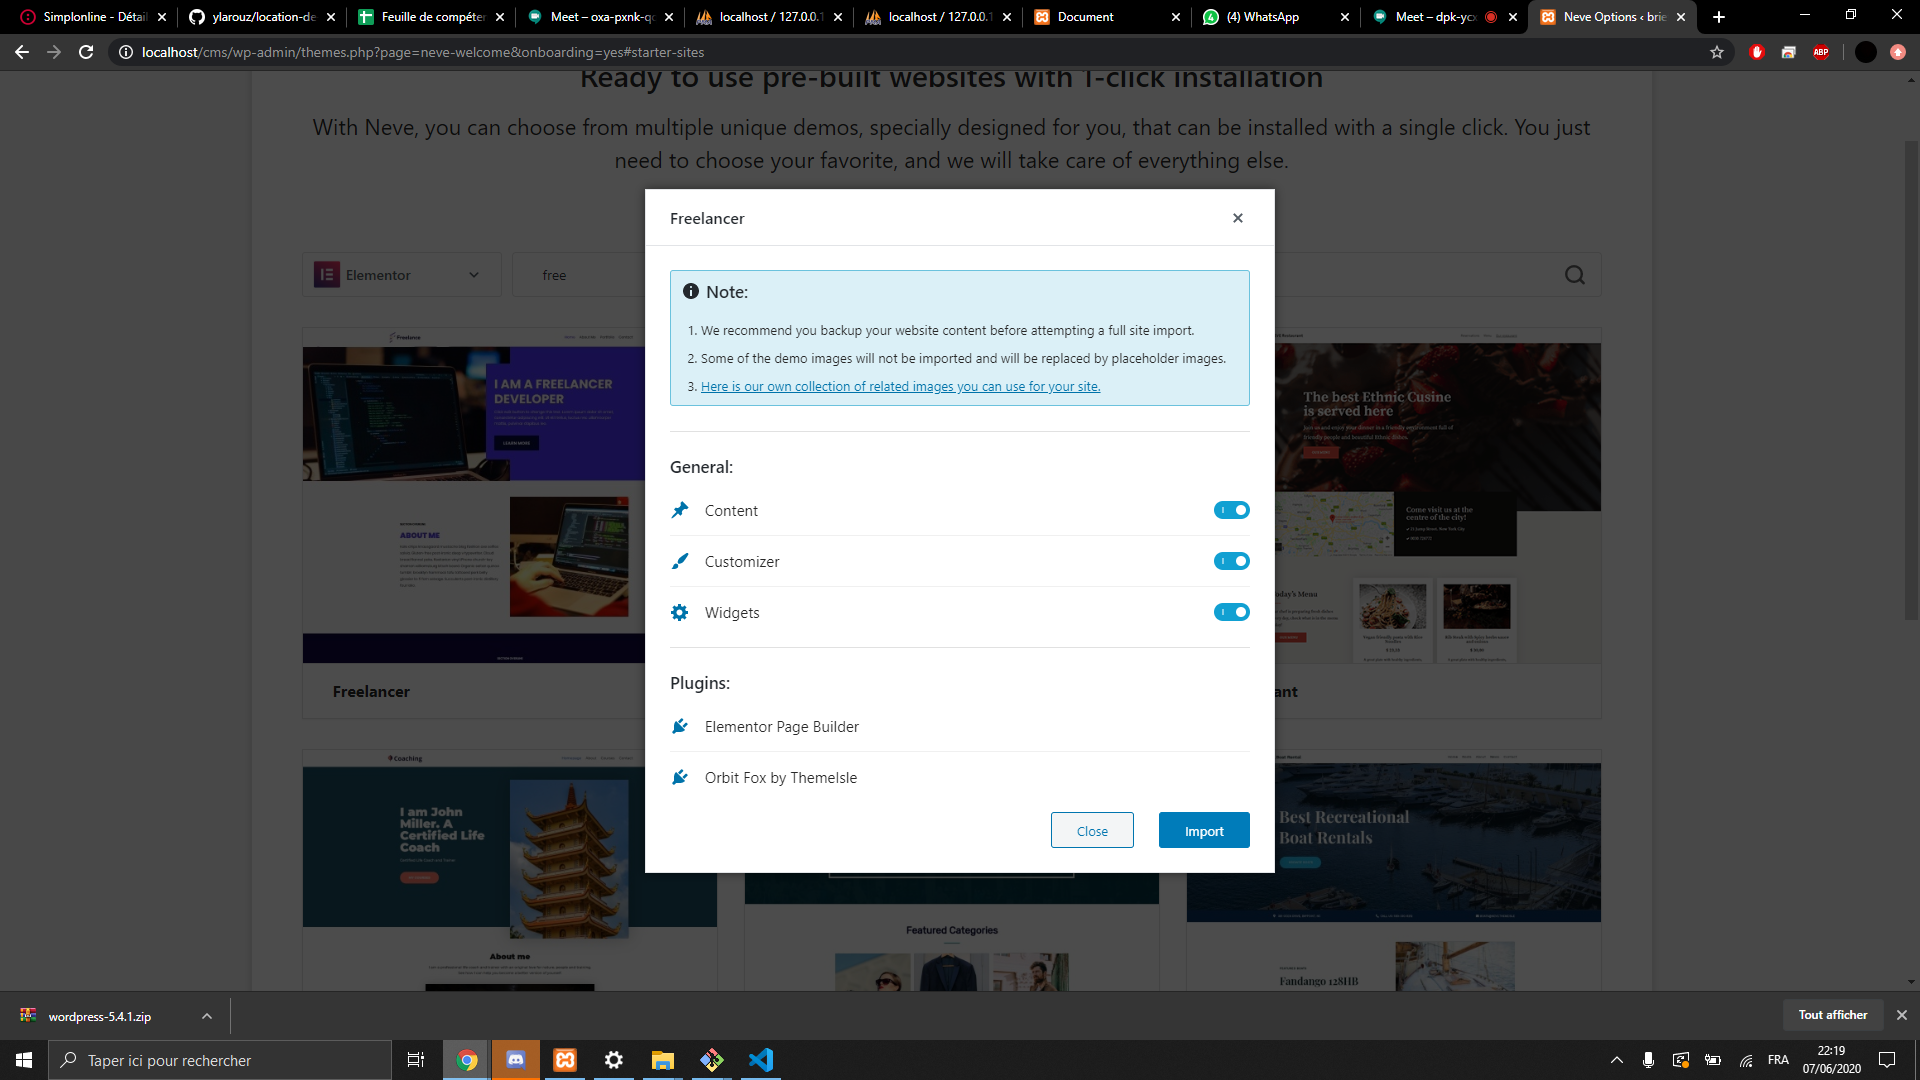 Simplonline - Détail
ylarouz/location-de
Feuille de compéten
Meet – oxa-pxnk-qc
localhost / 127.0.0.1
localhost / 127.0.0.1
Document
(4) WhatsApp
Meet – dpk-ycx
Neve Options ‹ brie
localhost/cms/wp-admin/themes.php?page=neve-welcome&onboarding=yes#starter-sites
ABP
Ready to use pre-built websites with 1-click installation
With Neve, you can choose from multiple unique demos, specially designed for you, that can be installed with a single click. You just
need to choose your favorite, and we will take care of everything else.
Elementor
free
Freelancer
Note:
1. We recommend you backup your website content before attempting a full site import.
2. Some of the demo images will not be imported and will be replaced by placeholder images.
3. Here is our own collection of related images you can use for your site.
General:
Content
Customizer
Widgets
Plugins:
Elementor Page Builder
Orbit Fox by ThemeIsle
Close
Import
Freelance
I AM A FREELANCER
DEVELOPER
LEARN MORE
ABOUT ME
Freelancer
The best Ethnic Cusine
is served here
Come visit us at the
centre of the city!
oday's Menu
ant
Coaching
I am John
Miller. A
Certified Life
Coach
About me
Featured Categories
Best Recreational
Boat Rentals
Fandango 128HB
wordpress-5.4.1.zip
Tout afficher
Taper ici pour rechercher
FRA
22:19
07/06/2020